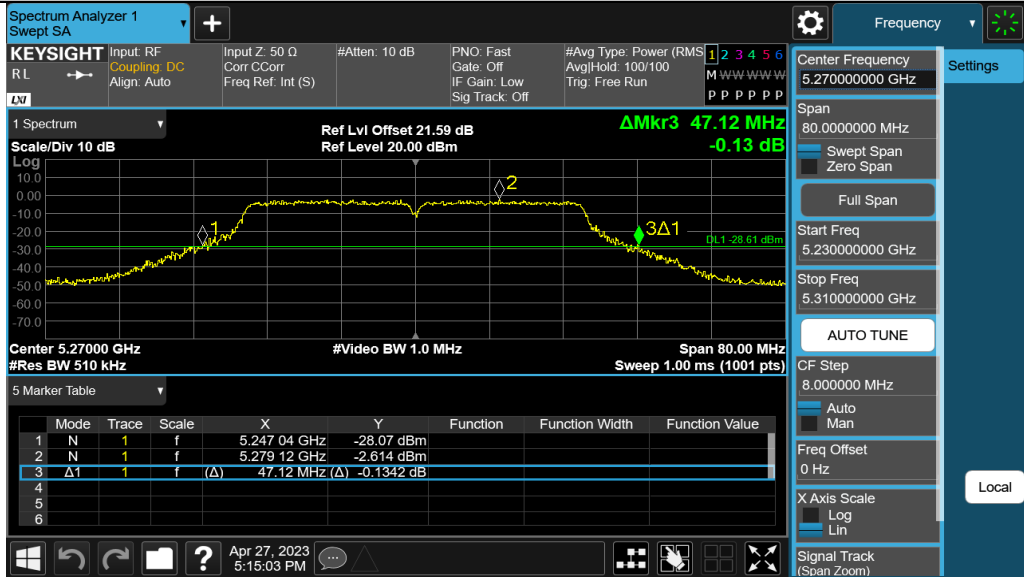 Spectrum Analyzer 1
Swept SA
Frequency
KEYSIGHT
R L
LXI
Input: RF
Coupling: DC
Align: Auto
Input Z: 50 Ω
Corr CCorr
Freq Ref: Int (S)
#Atten: 10 dB
PNO: Fast
Gate: Off
IF Gain: Low
Sig Track: Off
#Avg Type: Power (RMS
Avg|Hold: 100/100
Trig: Free Run
1 2 3 4 5 6
M W W W W W
P P P P P P
1 Spectrum
Scale/Div 10 dB
Ref Lvl Offset 21.59 dB
Ref Level 20.00 dBm
ΔMkr3 47.12 MHz
-0.13 dB
Log
10.0
0.00
-10.0
-20.0
-30.0
-40.0
-50.0
-60.0
-70.0
1
2
3Δ1
DL1 -28.61 dBm
Center 5.27000 GHz
#Res BW 510 kHz
#Video BW 1.0 MHz
Span 80.00 MHz
Sweep 1.00 ms (1001 pts)
5 Marker Table
Mode Trace Scale X Y Function Function Width Function Value
1 N 1 f 5.247 04 GHz -28.07 dBm
2 N 1 f 5.279 12 GHz -2.614 dBm
3 Δ1 1 f (Δ) 47.12 MHz (Δ) -0.1342 dB
4
5
6
Apr 27, 2023
5:15:03 PM
Center Frequency
5.270000000 GHz
Span
80.0000000 MHz
Swept Span
Zero Span
Full Span
Start Freq
5.230000000 GHz
Stop Freq
5.310000000 GHz
AUTO TUNE
CF Step
8.000000 MHz
Auto
Man
Freq Offset
0 Hz
X Axis Scale
Log
Lin
Signal Track
(Span Zoom)
Settings
Local